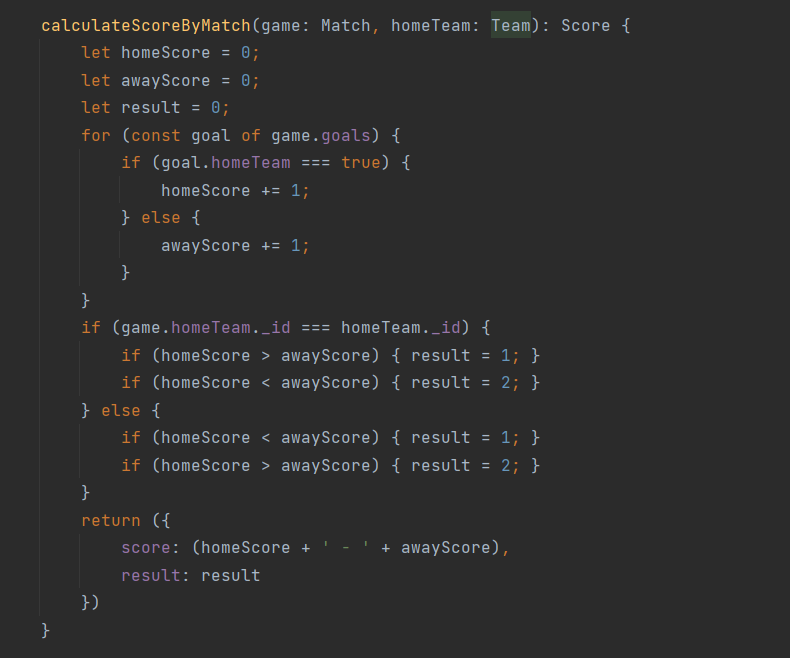 calculateScoreByMatch(game: Match, homeTeam: Team): Score {
    let homeScore = 0;
    let awayScore = 0;
    let result = 0;
    for (const goal of game.goals) {
        if (goal.homeTeam === true) {
            homeScore += 1;
        } else {
            awayScore += 1;
        }
    }
    if (game.homeTeam._id === homeTeam._id) {
        if (homeScore > awayScore) { result = 1; }
        if (homeScore < awayScore) { result = 2; }
    } else {
        if (homeScore < awayScore) { result = 1; }
        if (homeScore > awayScore) { result = 2; }
    }
    return ({
        score: (homeScore + ' - ' + awayScore),
        result: result
    })
}